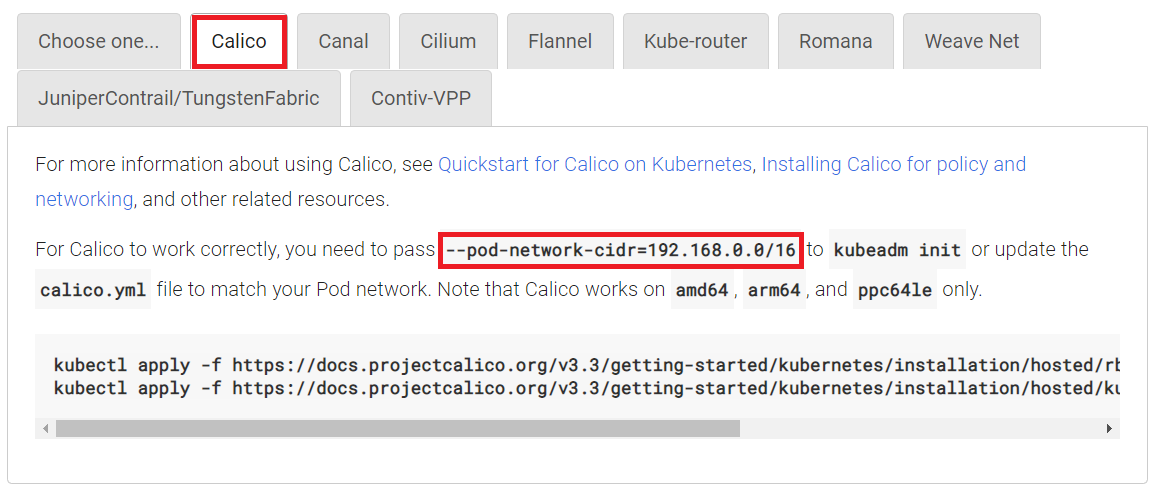 Choose one... Calico Canal Cilium Flannel Kube-router Romana Weave Net
JuniperContrail/TungstenFabric Contiv-VPP
For more information about using Calico, see Quickstart for Calico on Kubernetes, Installing Calico for policy and
networking, and other related resources.
For Calico to work correctly, you need to pass --pod-network-cidr=192.168.0.0/16 to kubeadm init or update the
calico.yml file to match your Pod network. Note that Calico works on amd64, arm64, and ppc64le only.
kubectl apply -f https://docs.projectcalico.org/v3.3/getting-started/kubernetes/installation/hosted/rb
kubectl apply -f https://docs.projectcalico.org/v3.3/getting-started/kubernetes/installation/hosted/ku